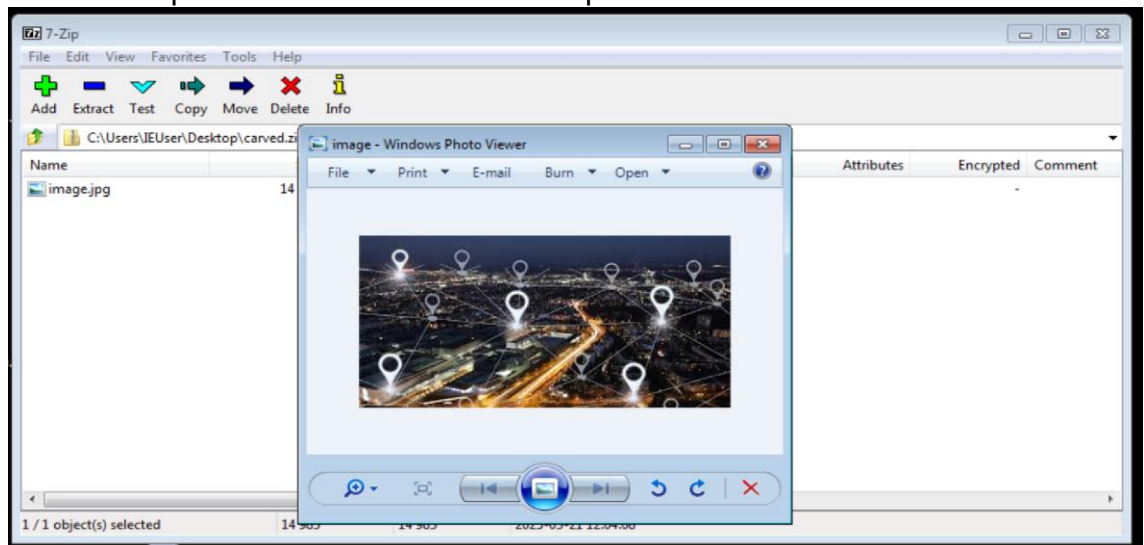 7-Zip
File Edit View Favorites Tools Help
Add Extract Test Copy Move Delete Info
C:\Users\IEUser\Desktop\carved.zi
image - Windows Photo Viewer
File Print E-mail Burn Open
Name Attributes Encrypted Comment
image.jpg 14 -
1 / 1 object(s) selected